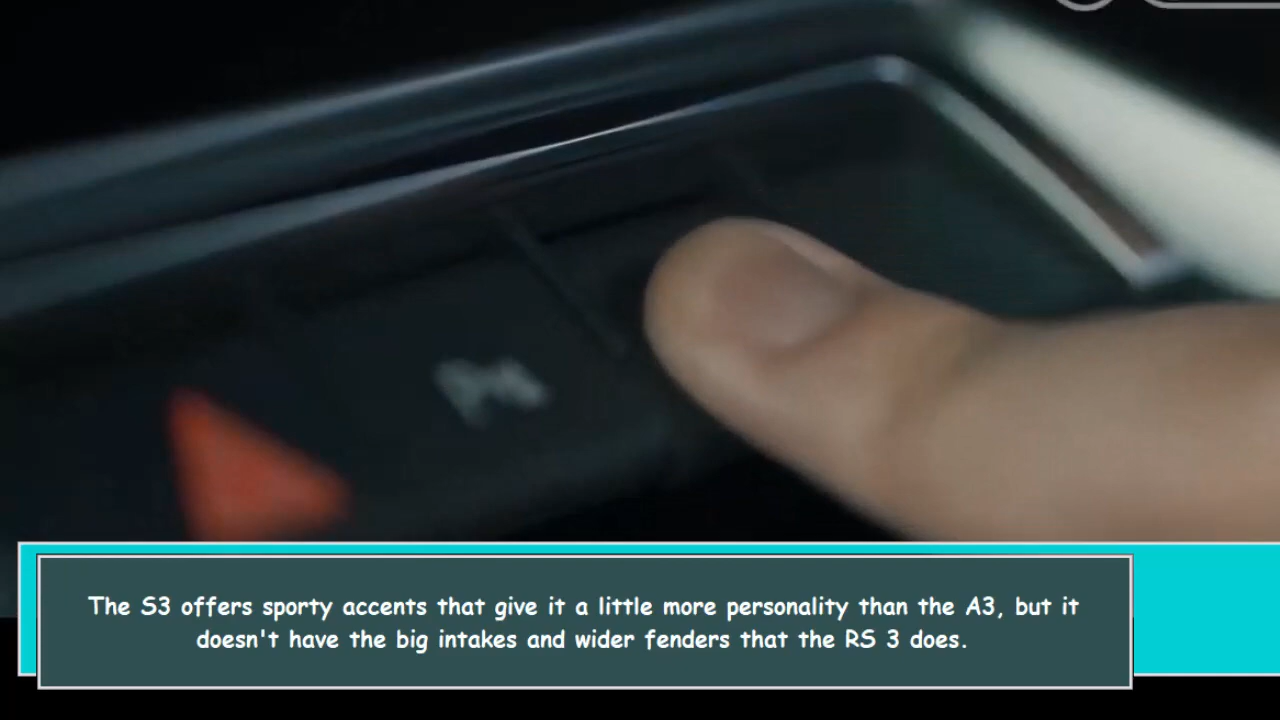 The S3 offers sporty accents that give it a little more personality than the A3, but it
doesn't have the big intakes and wider fenders that the RS 3 does.